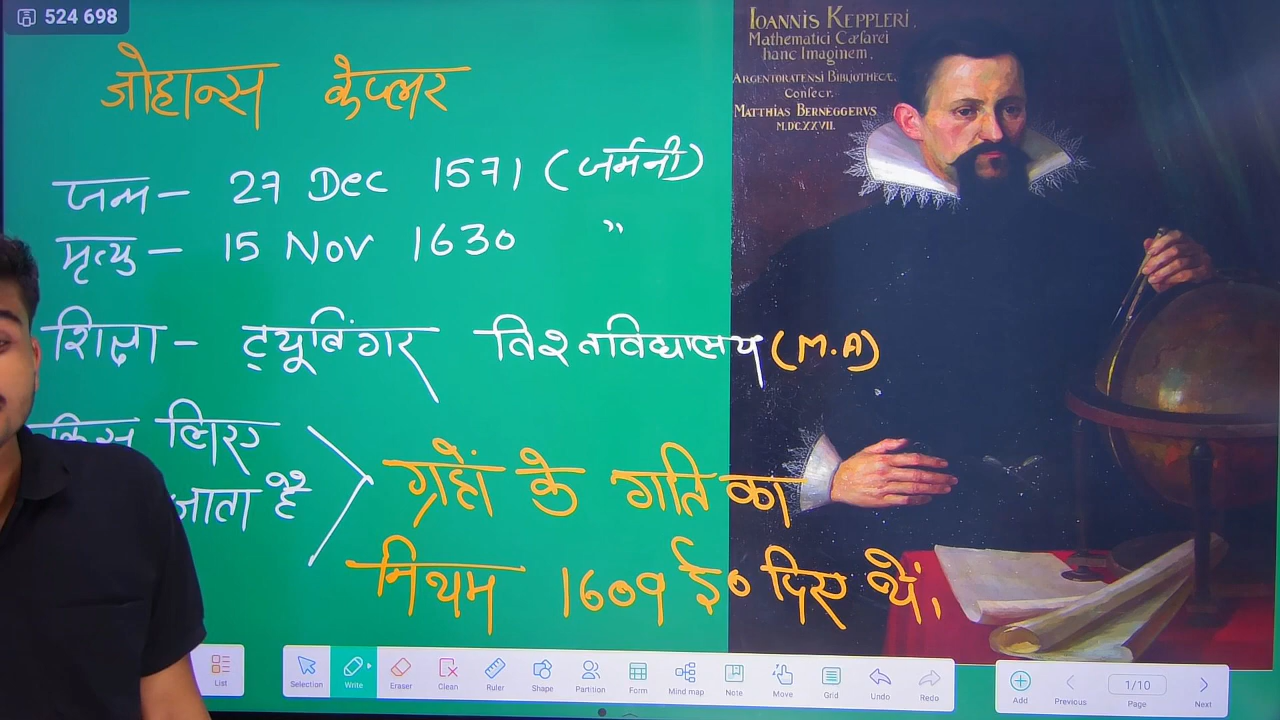 524 698
जोहान्स केप्लर
जन्म - 27 Dec 1571 (जर्मनी)
मृत्यु - 15 Nov 1630 "
शिक्षा - ट्यूबिंगर विश्वविद्यालय (M.A)
किस लिए
जाता है
ग्रहों के गति का
नियम 1609 ई० दिए थें।
IOANNIS KEPPLERI,
Mathematici Cæsarei
hanc Imaginem,
ARGENTORATENSI BIBLIOTHECÆ,
Consecr.
MATTHIAS BERNEGGERVS
M.DC.XXVII.
List
Selection Write Eraser Clean Ruler Shape Partition Form Mind map Note Move Grid Undo Redo
Add Previous 1/10 Page Next